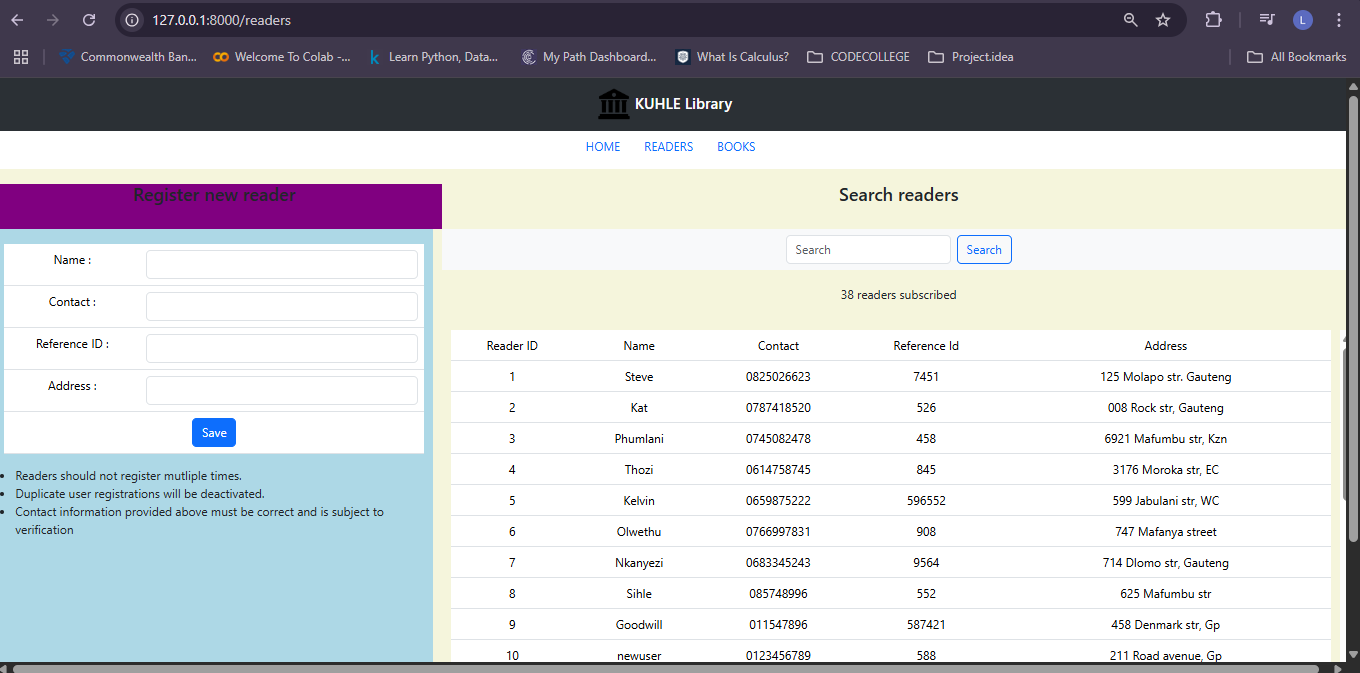 127.0.0.1:8000/readers
L
Commonwealth Ban... Welcome To Colab -... Learn Python, Data... My Path Dashboard... What Is Calculus? CODECOLLEGE Project.idea All Bookmarks
KUHLE Library
HOME READERS BOOKS
Register new reader
Name :
Contact :
Reference ID :
Address :
Save
Readers should not register mutliple times.
Duplicate user registrations will be deactivated.
Contact information provided above must be correct and is subject to
verification
Search readers
Search Search
38 readers subscribed
Reader ID Name Contact Reference Id Address
1 Steve 0825026623 7451 125 Molapo str. Gauteng
2 Kat 0787418520 526 008 Rock str, Gauteng
3 Phumlani 0745082478 458 6921 Mafumbu str, Kzn
4 Thozi 0614758745 845 3176 Moroka str, EC
5 Kelvin 0659875222 596552 599 Jabulani str, WC
6 Olwethu 0766997831 908 747 Mafanya street
7 Nkanyezi 0683345243 9564 714 Dlomo str, Gauteng
8 Sihle 085748996 552 625 Mafumbu str
9 Goodwill 011547896 587421 458 Denmark str, Gp
10 newuser 0123456789 588 211 Road avenue, Gp